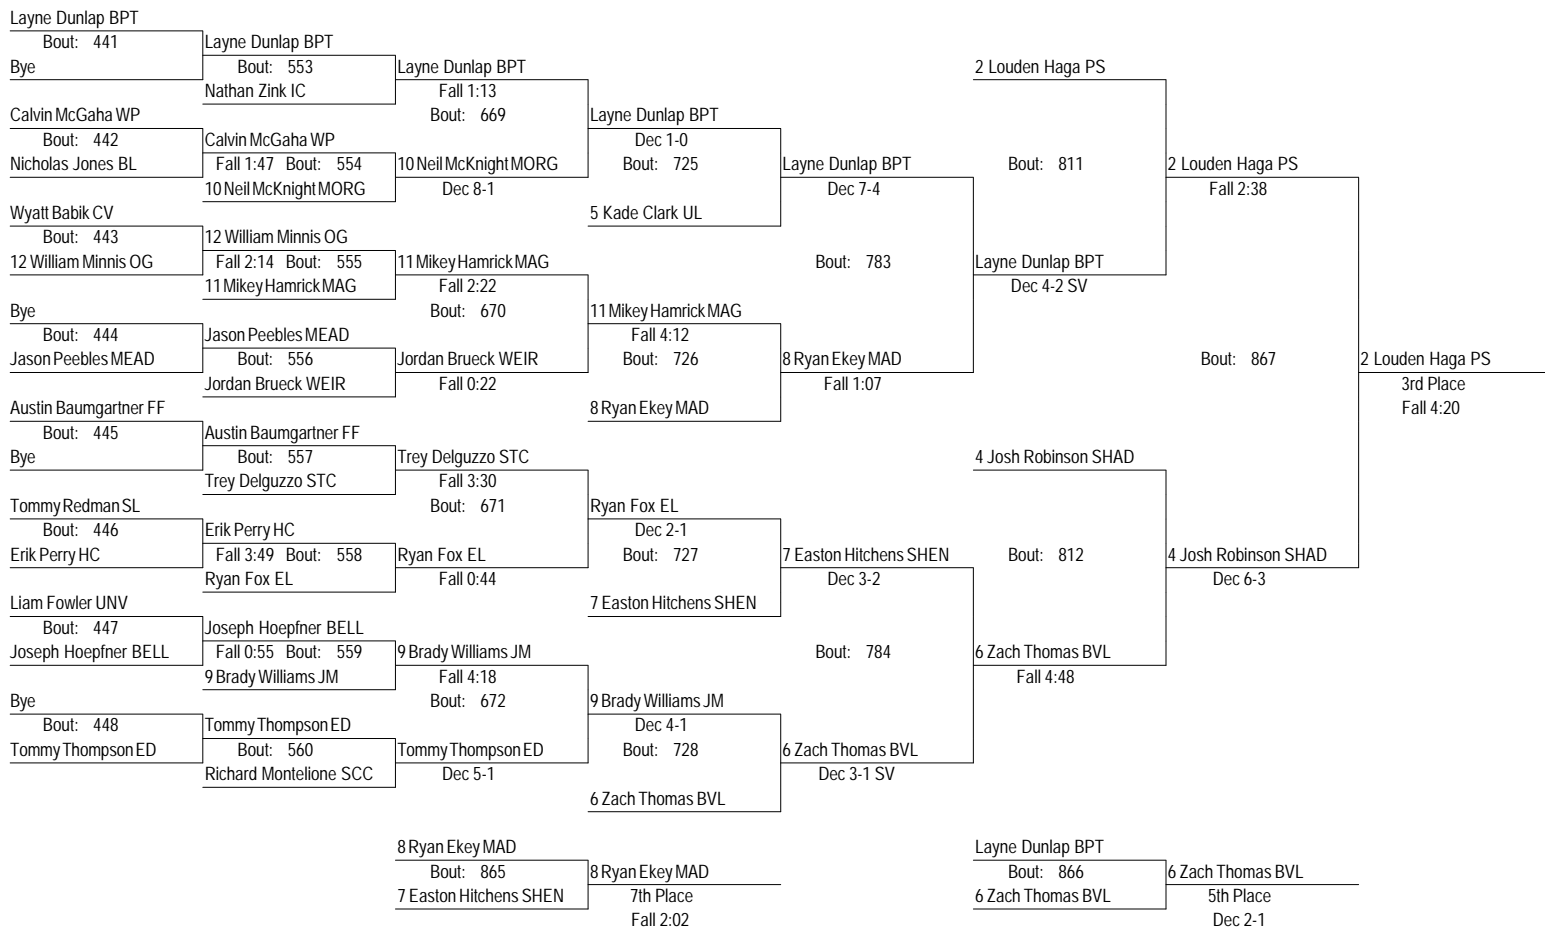 Layne Dunlap BPT
Bout: 441
Bye
Calvin McGaha WP
Bout: 442
Nicholas Jones BL
Wyatt Babik CV
Bout: 443
12 William Minnis OG
Bye
Bout: 444
Jason Peebles MEAD
Austin Baumgartner FF
Bout: 445
Bye
Tommy Redman SL
Bout: 446
Erik Perry HC
Liam Fowler UNV
Bout: 447
Joseph Hoepfner BELL
Bye
Bout: 448
Tommy Thompson ED
Layne Dunlap BPT
Bout: 553
Nathan Zink IC
Calvin McGaha WP
Fall 1:47 Bout: 554
10 Neil McKnight MORG
12 William Minnis OG
Fall 2:14 Bout: 555
11 Mikey Hamrick MAG
Jason Peebles MEAD
Bout: 556
Jordan Brueck WEIR
Austin Baumgartner FF
Bout: 557
Trey Delguzzo STC
Erik Perry HC
Fall 3:49 Bout: 558
Ryan Fox EL
Joseph Hoepfner BELL
Fall 0:55 Bout: 559
9 Brady Williams JM
Tommy Thompson ED
Bout: 560
Richard Montelione SCC
Layne Dunlap BPT
Fall 1:13
Bout: 669
10 Neil McKnight MORG
Dec 8-1
11 Mikey Hamrick MAG
Fall 2:22
Bout: 670
Jordan Brueck WEIR
Fall 0:22
Trey Delguzzo STC
Fall 3:30
Bout: 671
Ryan Fox EL
Fall 0:44
9 Brady Williams JM
Fall 4:18
Bout: 672
Tommy Thompson ED
Dec 5-1
Layne Dunlap BPT
Dec 1-0
Bout: 725
5 Kade Clark UL
11 Mikey Hamrick MAG
Fall 4:12
Bout: 726
8 Ryan Ekey MAD
Ryan Fox EL
Dec 2-1
Bout: 727
7 Easton Hitchens SHEN
9 Brady Williams JM
Dec 4-1
Bout: 728
6 Zach Thomas BVL
Layne Dunlap BPT
Dec 7-4
Bout: 783
8 Ryan Ekey MAD
Fall 1:07
7 Easton Hitchens SHEN
Dec 3-2
Bout: 784
6 Zach Thomas BVL
Dec 3-1 SV
2 Louden Haga PS
Bout: 811
Layne Dunlap BPT
Dec 4-2 SV
4 Josh Robinson SHAD
Bout: 812
6 Zach Thomas BVL
Fall 4:48
2 Louden Haga PS
Fall 2:38
Bout: 867
4 Josh Robinson SHAD
Dec 6-3
2 Louden Haga PS
3rd Place
Fall 4:20
8 Ryan Ekey MAD
Bout: 865
7 Easton Hitchens SHEN
8 Ryan Ekey MAD
7th Place
Fall 2:02
Layne Dunlap BPT
Bout: 866
6 Zach Thomas BVL
6 Zach Thomas BVL
5th Place
Dec 2-1